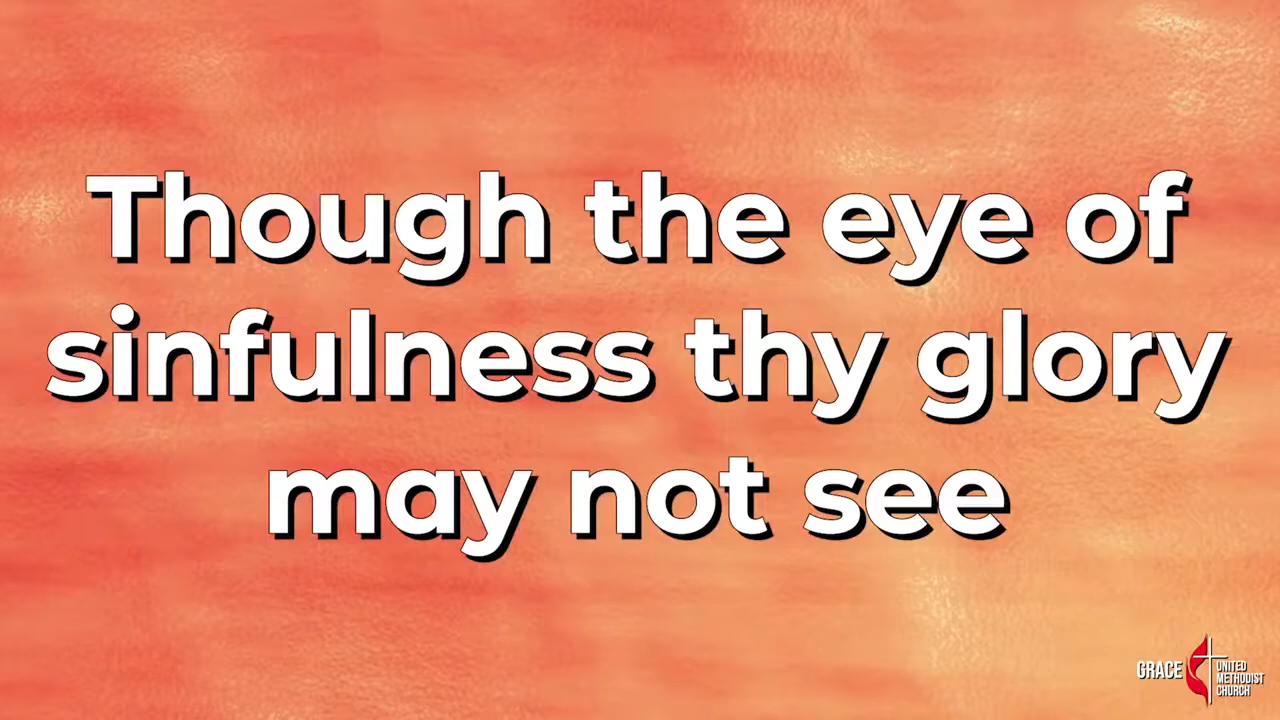 Though the eye of
sinfulness thy glory
may not see
GRACE
UNITED
METHODIST
CHURCH